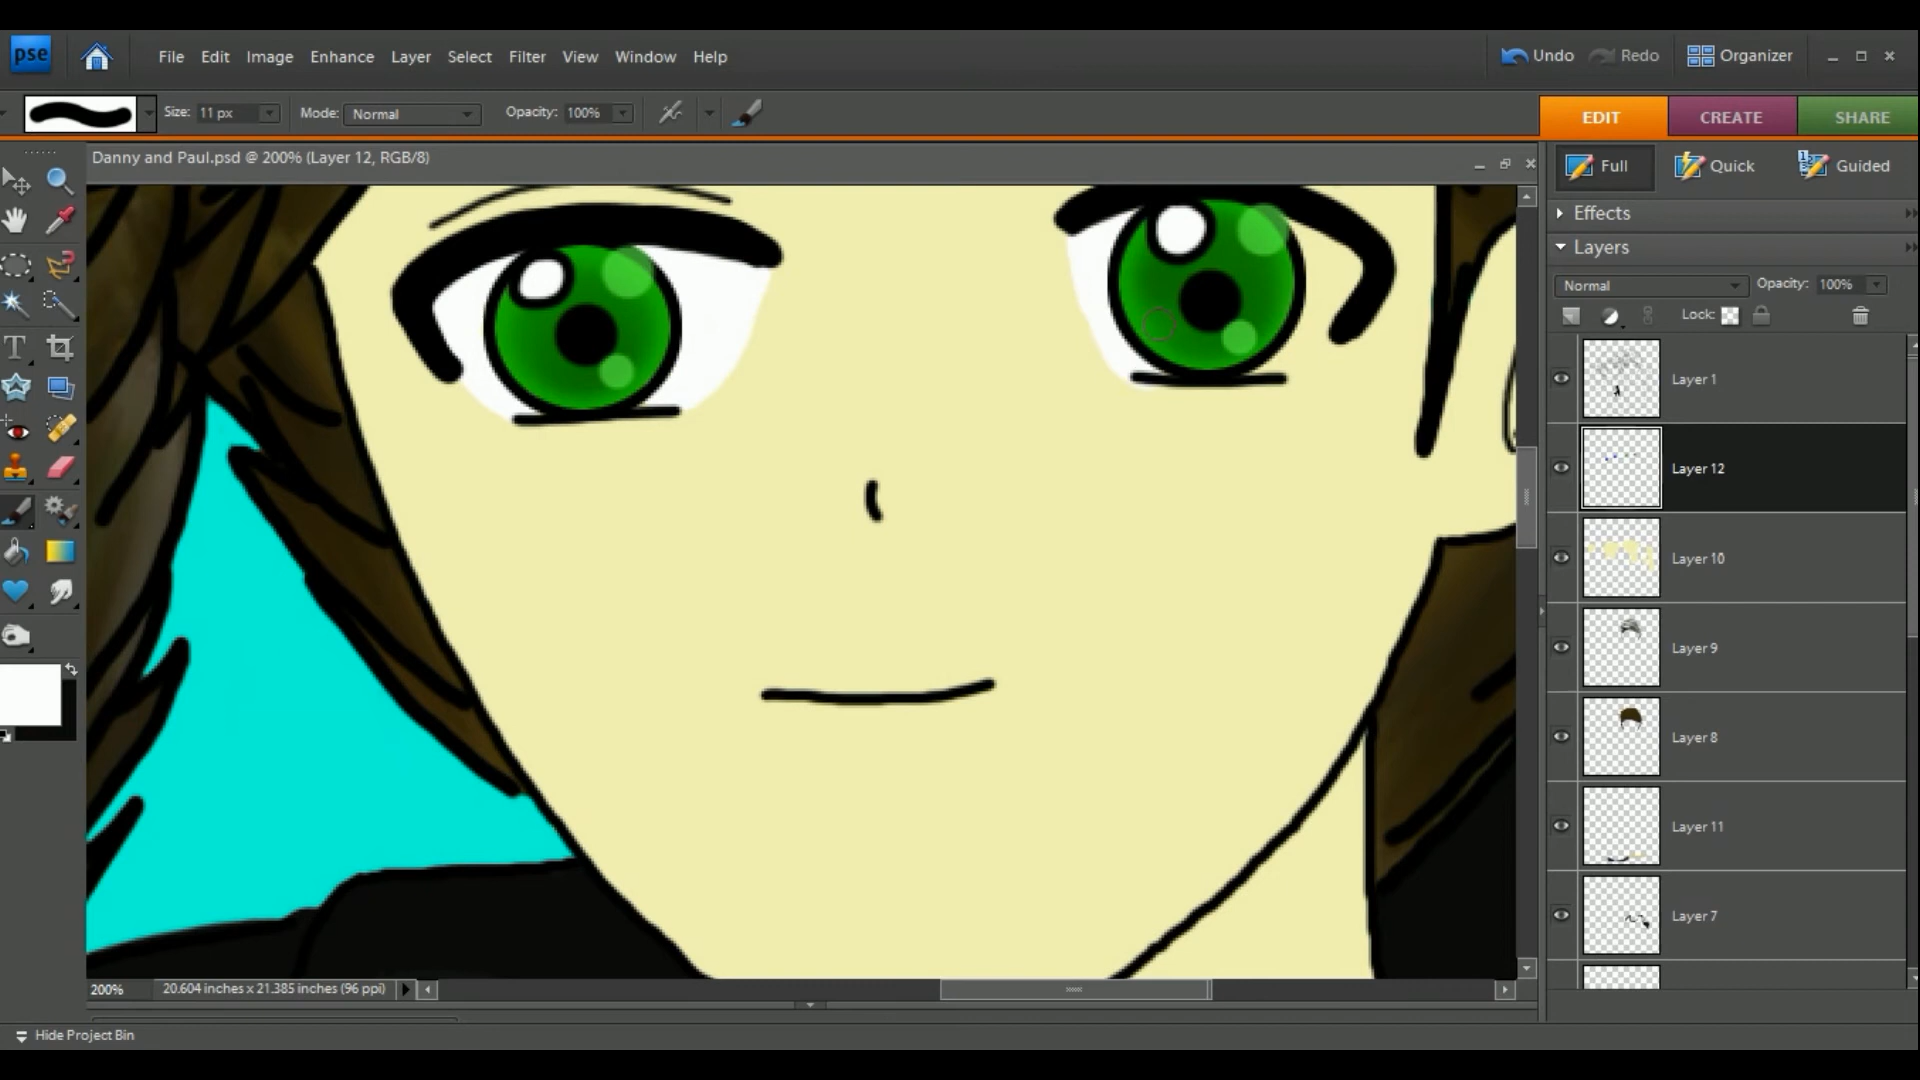 pse File Edit Image Enhance Layer Select Filter View Window Help Undo Redo Organizer
Size: 11 px Mode: Normal Opacity: 100% EDIT CREATE SHARE
Danny and Paul.psd @ 200% (Layer 12, RGB/8)
Full Quick Guided
Effects
Layers
Normal Opacity: 100%
Lock:
Layer 1
Layer 12
Layer 10
Layer 9
Layer 8
Layer 11
Layer 7
200% 20.604 inches x 21.385 inches (96 ppi)
Hide Project Bin